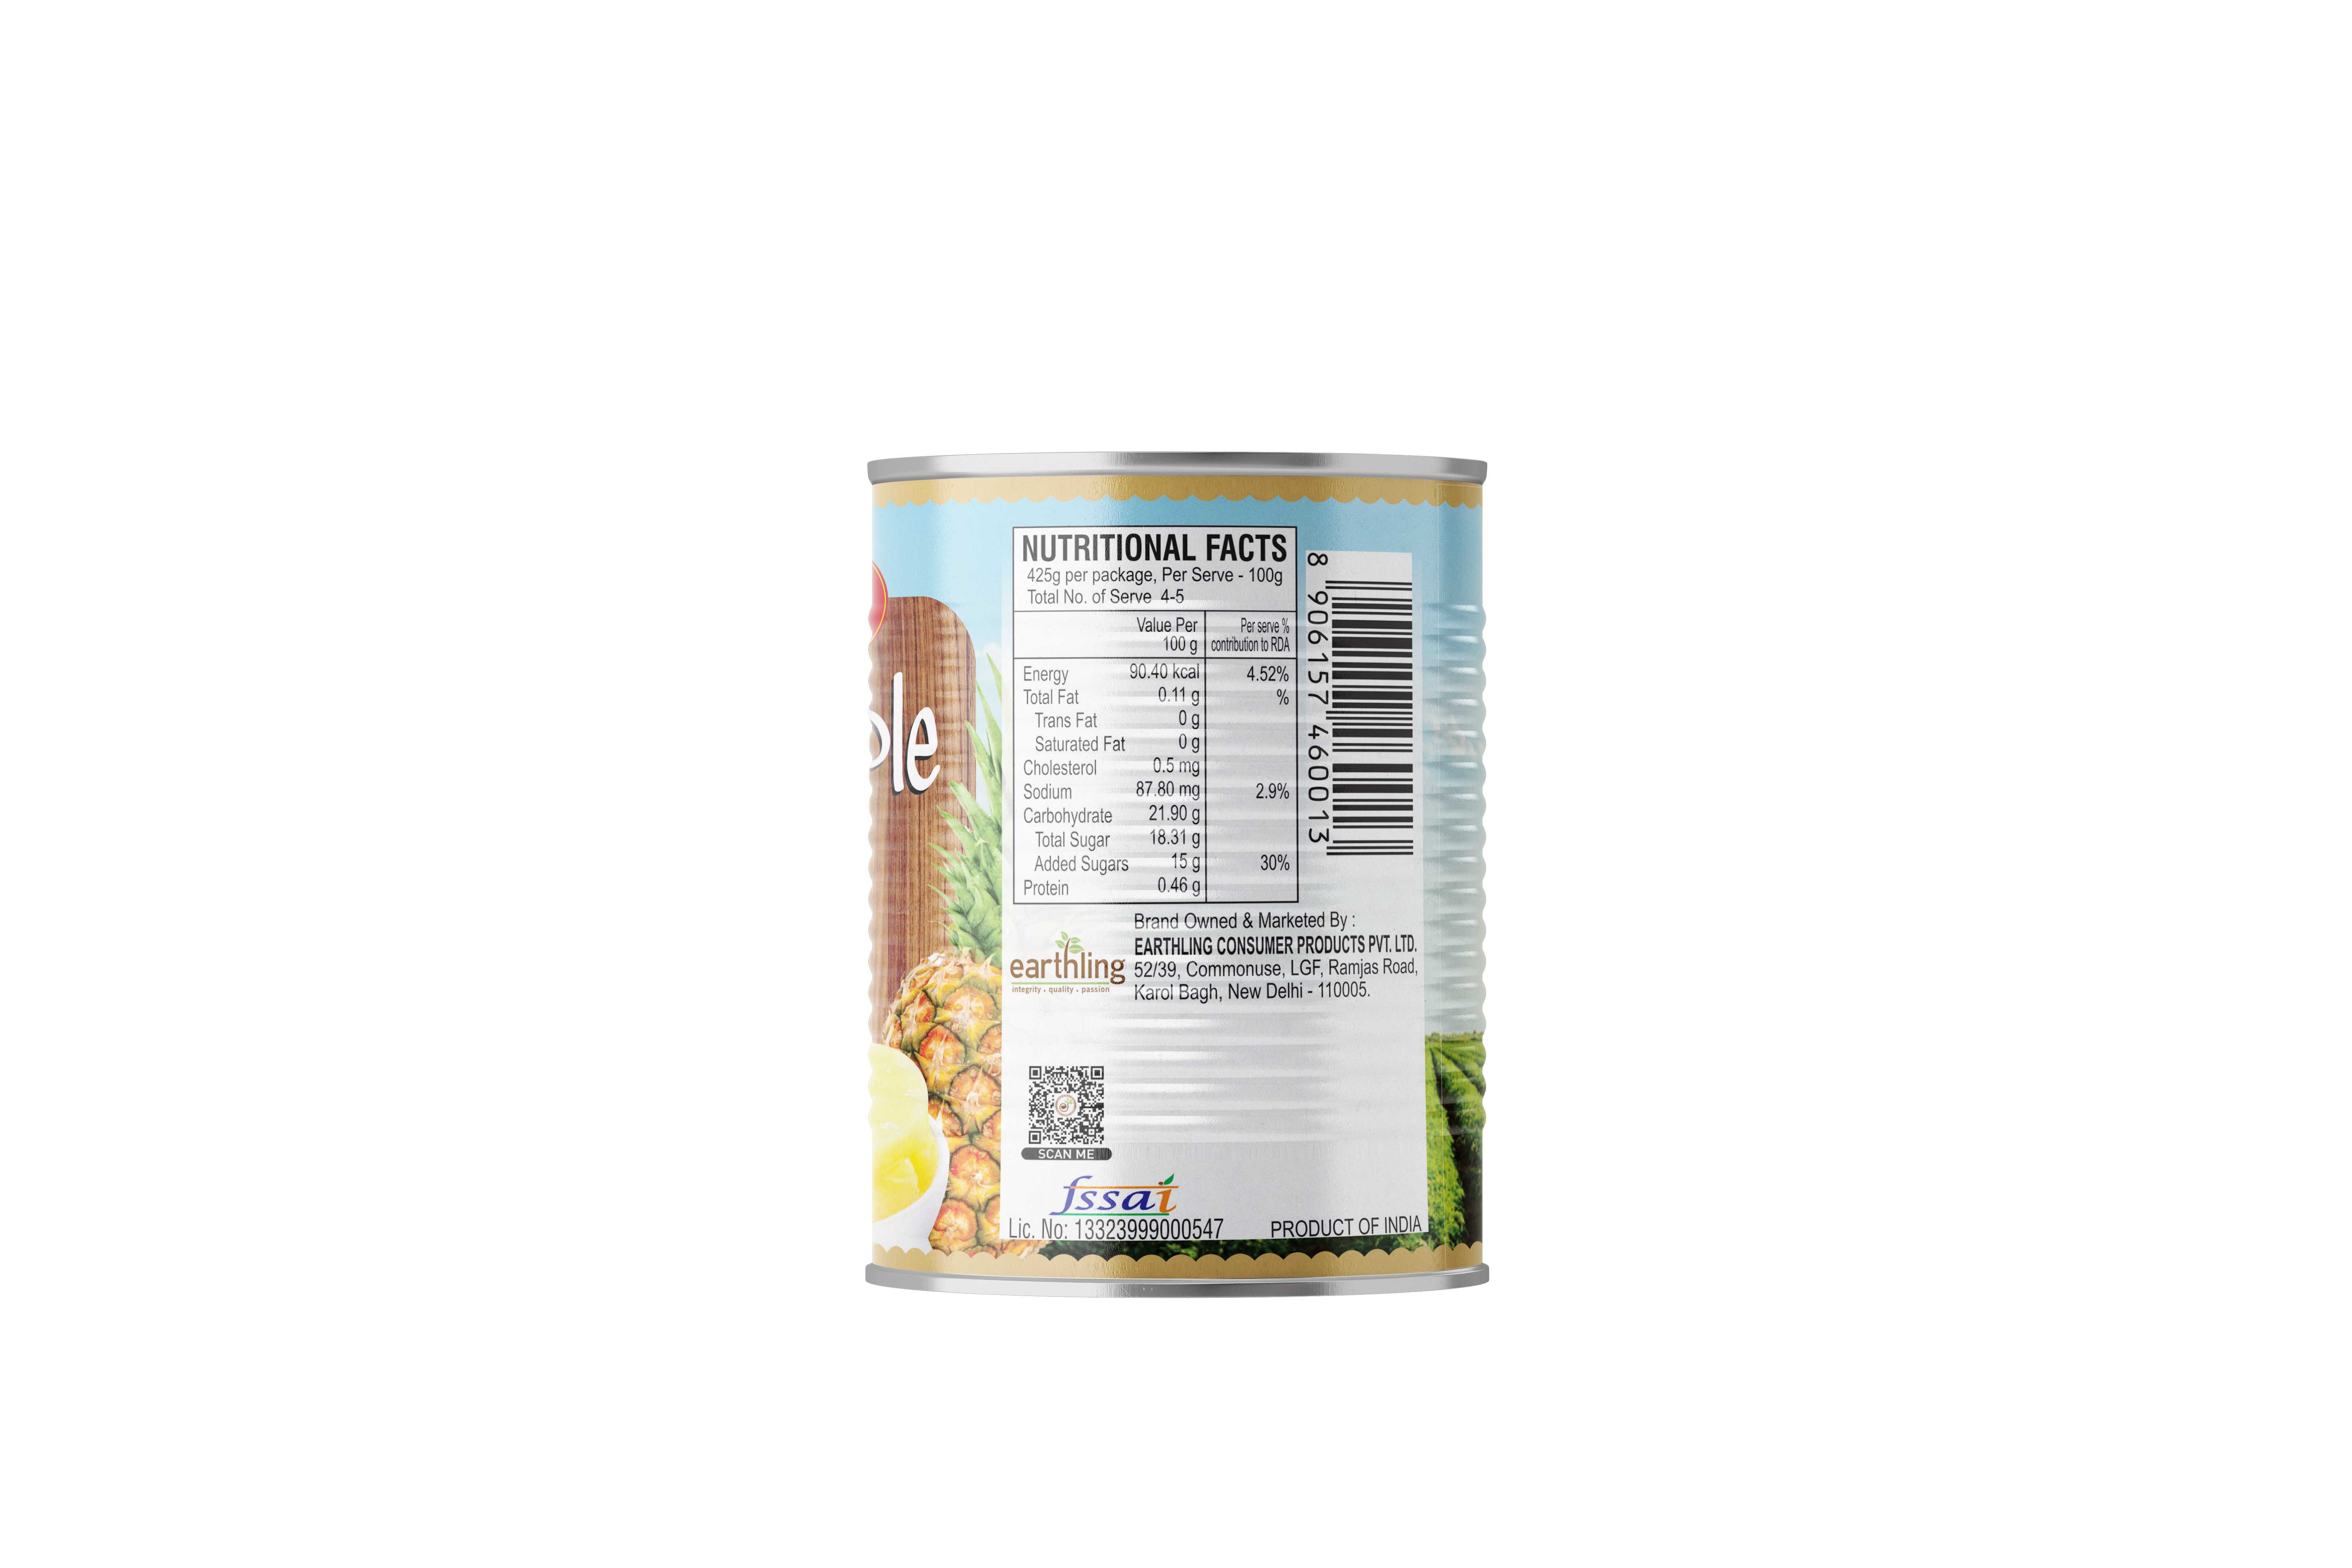 ple
NUTRITIONAL FACTS
425g per package, Per Serve - 100g
Total No. of Serve 4-5
Value Per 100 g
Per serve % contribution to RDA
Energy 90.40 kcal 4.52%
Total Fat 0.11 g %
Trans Fat 0 g
Saturated Fat 0 g
Cholesterol 0.5 mg
Sodium 87.80 mg 2.9%
Carbohydrate 21.90 g
Total Sugar 18.31 g
Added Sugars 15 g 30%
Protein 0.46 g
8 906157 460013
earthling
integrity . quality . passion
Brand Owned & Marketed By :
EARTHLING CONSUMER PRODUCTS PVT. LTD.
52/39, Commonuse, LGF, Ramjas Road,
Karol Bagh, New Delhi - 110005.
SCAN ME
fssai
Lic. No: 13323999000547
PRODUCT OF INDIA